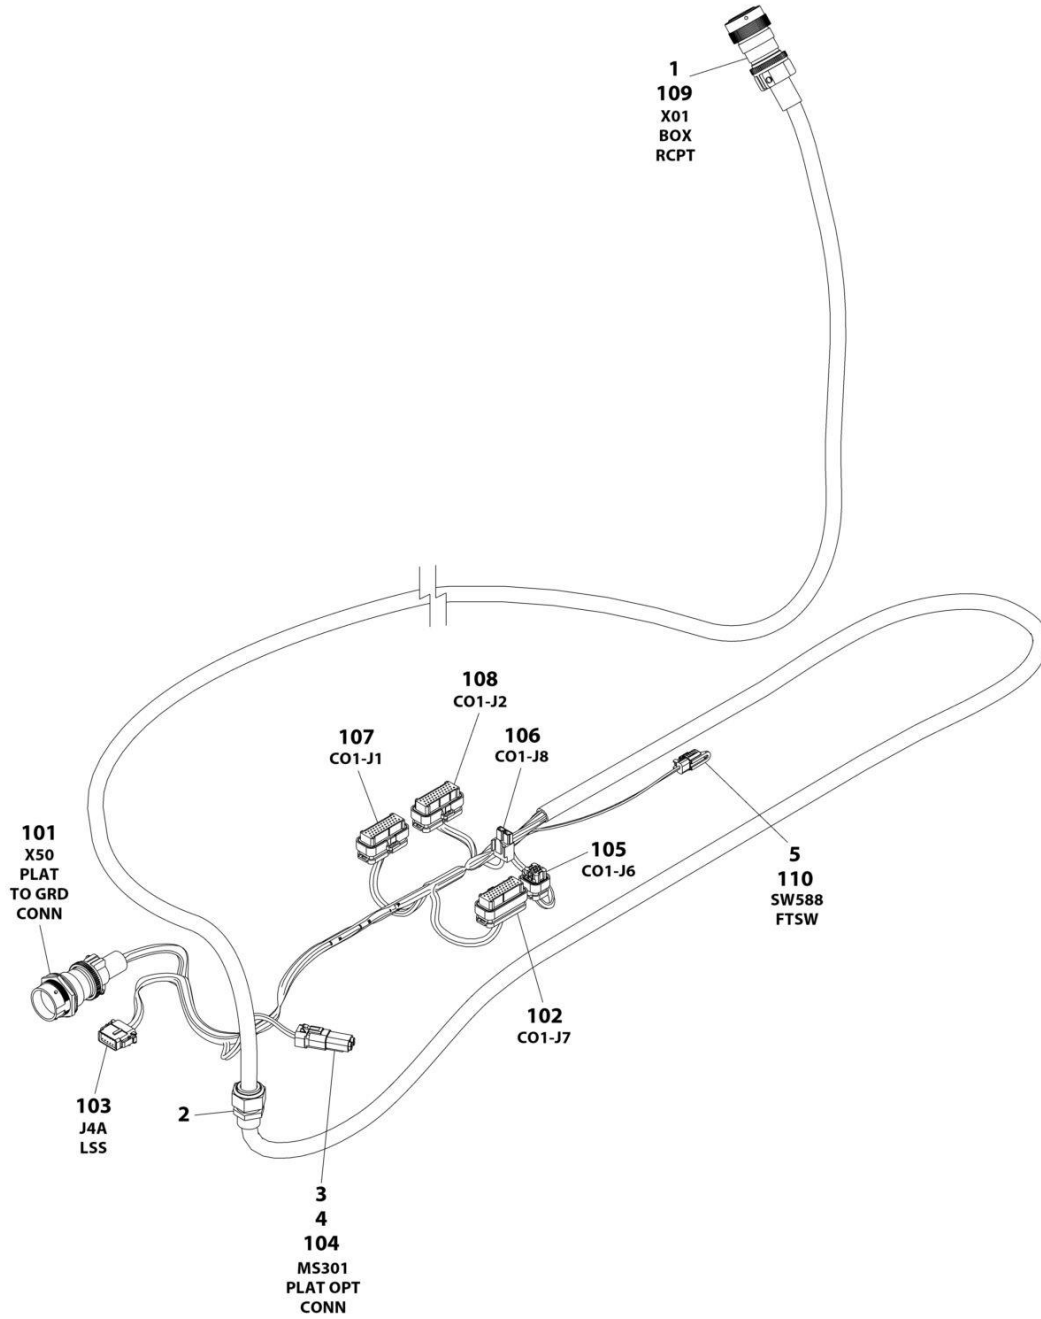 1
109
X01
BOX
RCPT
108
CO1-J2
107
CO1-J1
106
CO1-J8
101
X50
PLAT
TO GRD
CONN
105
CO1-J6
5
110
SW588
FTSW
102
CO1-J7
103
J4A
LSS
2
3
4
104
MS301
PLAT OPT
CONN